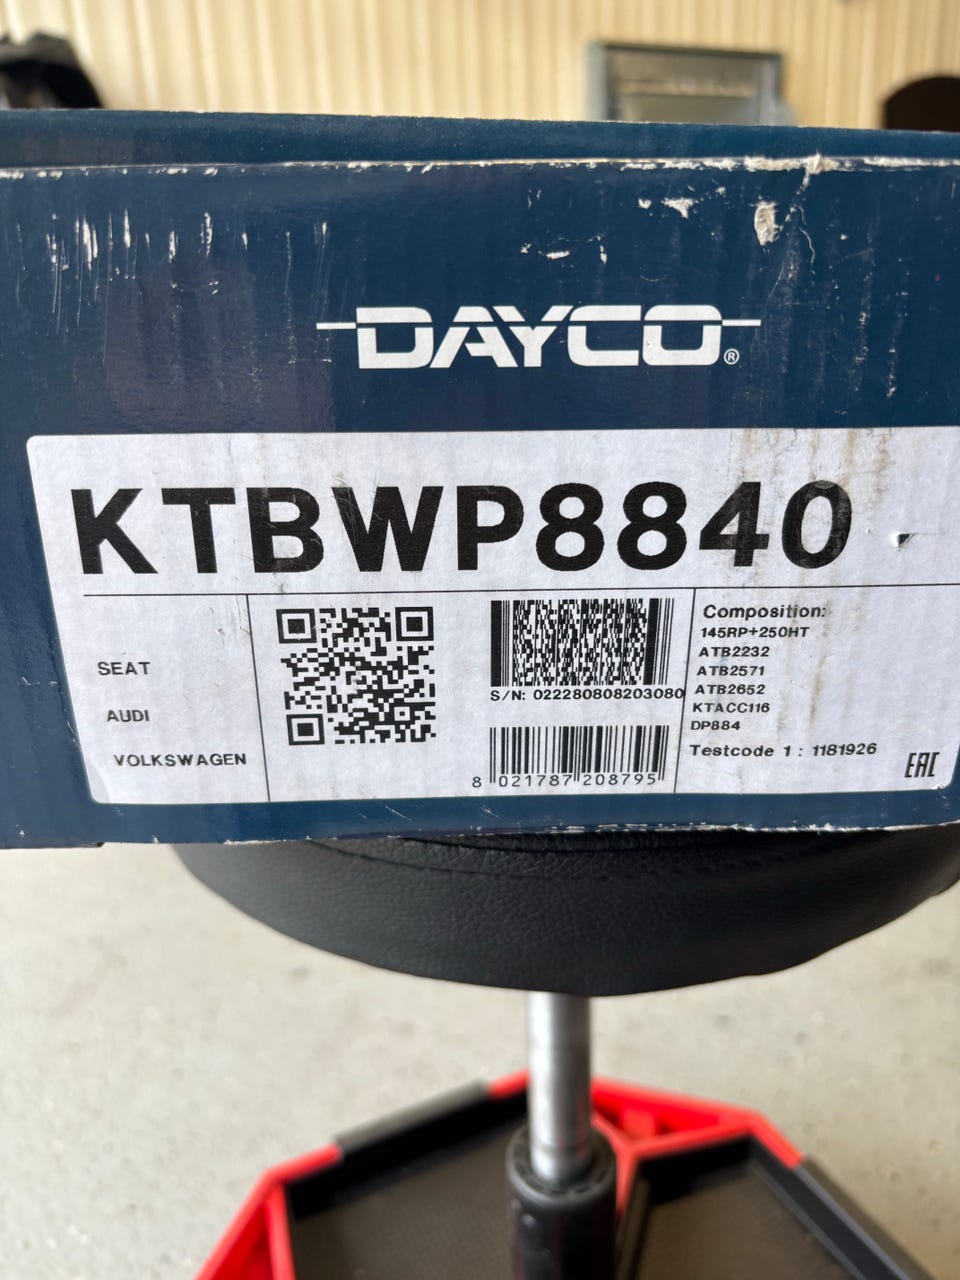 DAYCO®
KTBWP8840
SEAT
AUDI
VOLKSWAGEN
S/N: 022280808203080
8 021787 208795
Composition:
145RP+250HT
ATB2232
ATB2571
ATB2652
KTACC116
DP884
Testcode 1 : 1181926
EAC